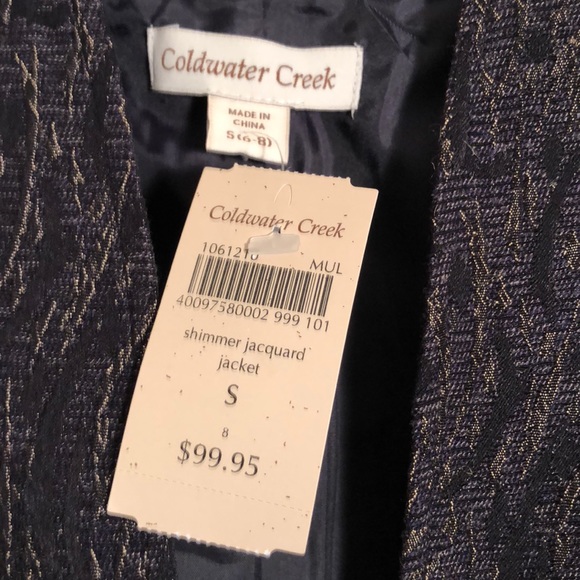 Coldwater Creek
MADE IN
CHINA
S (6-8)
Coldwater Creek
1061210 MUL
40097580002 999 101
shimmer jacquard
jacket
S
8
$99.95